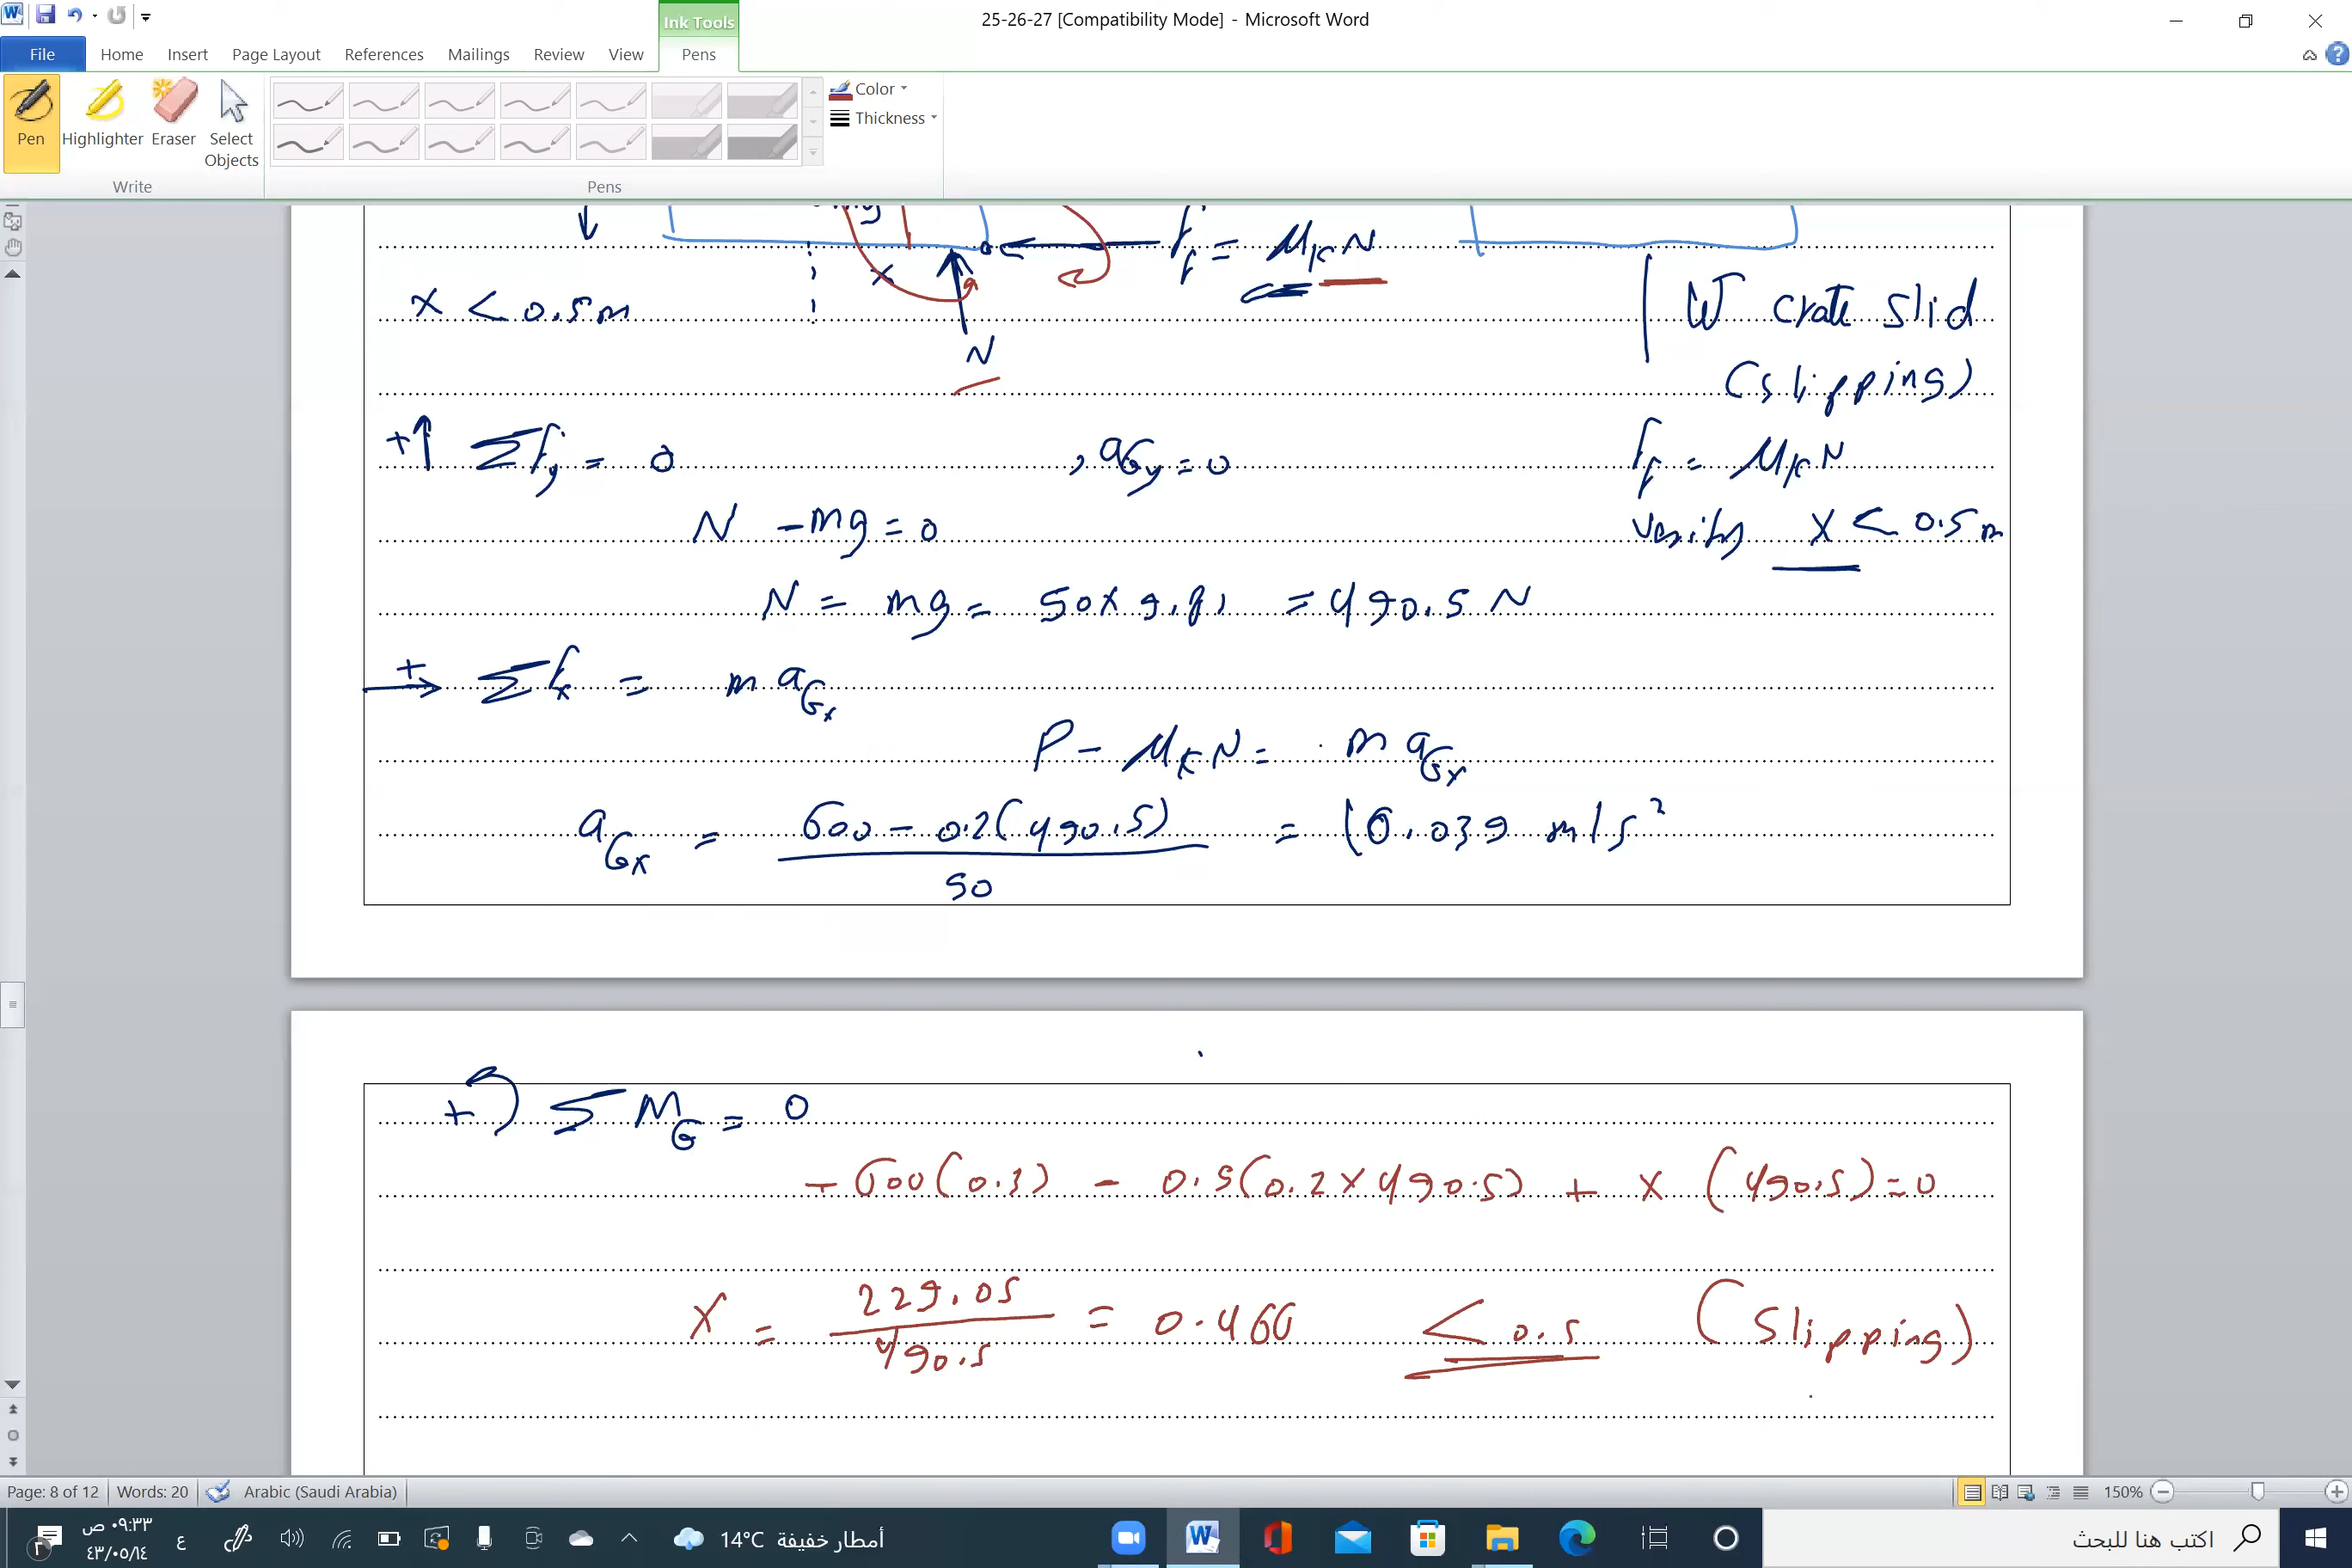 Ink Tools
25-26-27 [Compatibility Mode] - Microsoft Word
File Home Insert Page Layout References Mailings Review View Pens
Pen Highlighter Eraser Select Objects
Color
Thickness
Write Pens
mg
x F_f = μ_k N
x < 0.5 m
N
If crate slid
(slipping)
+↑ ΣF_y = 0 , a_Gy = 0
F_f = μ_k N
N - mg = 0
verify x < 0.5 m
N = mg = 50 x 9.81 = 490.5 N
+→ ΣF_x = m a_Gx
P - μ_k N = m a_Gx
a_Gx = (600 - 0.2(490.5)) / 50 = 10.039 m/s²
+ ΣM_G = 0
- 600(0.3) - 0.5(0.2 x 490.5) + x (490.5) = 0
x = 229.05 / 490.5 = 0.466 < 0.5 (Slipping)
Page: 8 of 12 Words: 20 Arabic (Saudi Arabia) 150%
٠٩:٣٣ ص
٤٣/٠٥/١٤
ع
14°C أمطار خفيفة
اكتب هنا للبحث